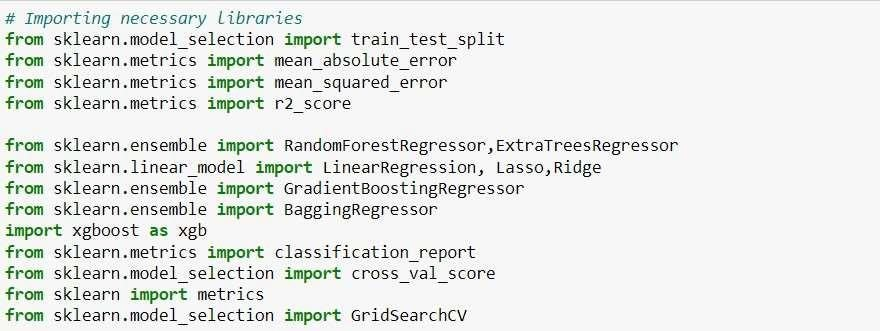 # Importing necessary libraries
from sklearn.model_selection import train_test_split
from sklearn.metrics import mean_absolute_error
from sklearn.metrics import mean_squared_error
from sklearn.metrics import r2_score
from sklearn.ensemble import RandomForestRegressor,ExtraTreesRegressor
from sklearn.linear_model import LinearRegression, Lasso,Ridge
from sklearn.ensemble import GradientBoostingRegressor
from sklearn.ensemble import BaggingRegressor
import xgboost as xgb
from sklearn.metrics import classification_report
from sklearn.model_selection import cross_val_score
from sklearn import metrics
from sklearn.model_selection import GridSearchCV